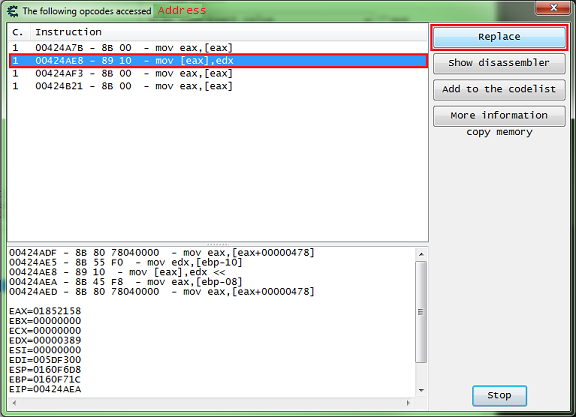 The following opcodes accessed Address
C. Instruction
1 00424A7B - 8B 00 - mov eax,[eax]
1 00424AE8 - 89 10 - mov [eax],edx
1 00424AF3 - 8B 00 - mov eax,[eax]
1 00424B21 - 8B 00 - mov eax,[eax]
Replace
Show disassembler
Add to the codelist
More information
copy memory
00424ADF - 8B 80 78040000 - mov eax,[eax+00000478]
00424AE5 - 8B 55 F0 - mov edx,[ebp-10]
00424AE8 - 89 10 - mov [eax],edx <<
00424AEA - 8B 45 F8 - mov eax,[ebp-08]
00424AED - 8B 80 78040000 - mov eax,[eax+00000478]
EAX=01852158
EBX=00000000
ECX=00000000
EDX=00000389
ESI=00000000
EDI=005DF300
ESP=0160F6D8
EBP=0160F71C
EIP=00424AEA
Stop